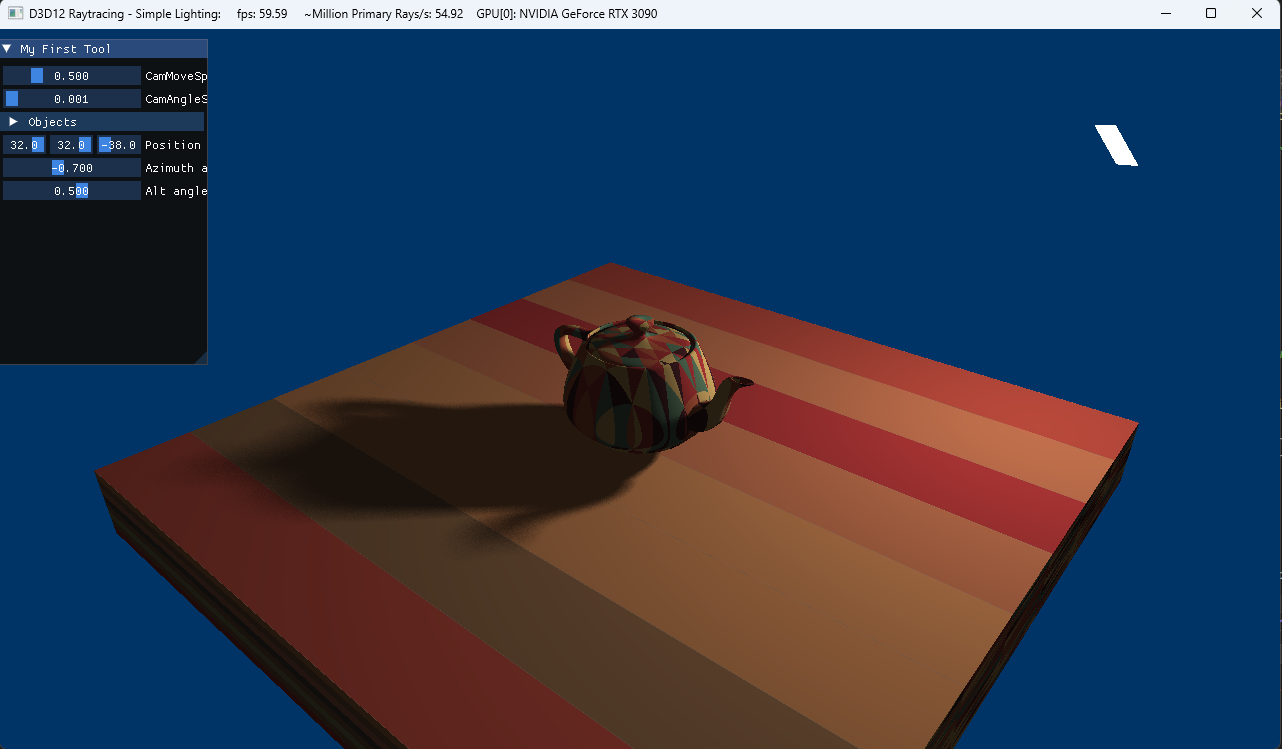 D3D12 Raytracing - Simple Lighting: fps: 59.59 ~Million Primary Rays/s: 54.92 GPU[0]: NVIDIA GeForce RTX 3090
My First Tool
0.500 CamMoveSp
0.001 CamAngleS
Objects
32.0 32.0 -38.0 Position
-0.700 Azimuth a
0.500 Alt angle